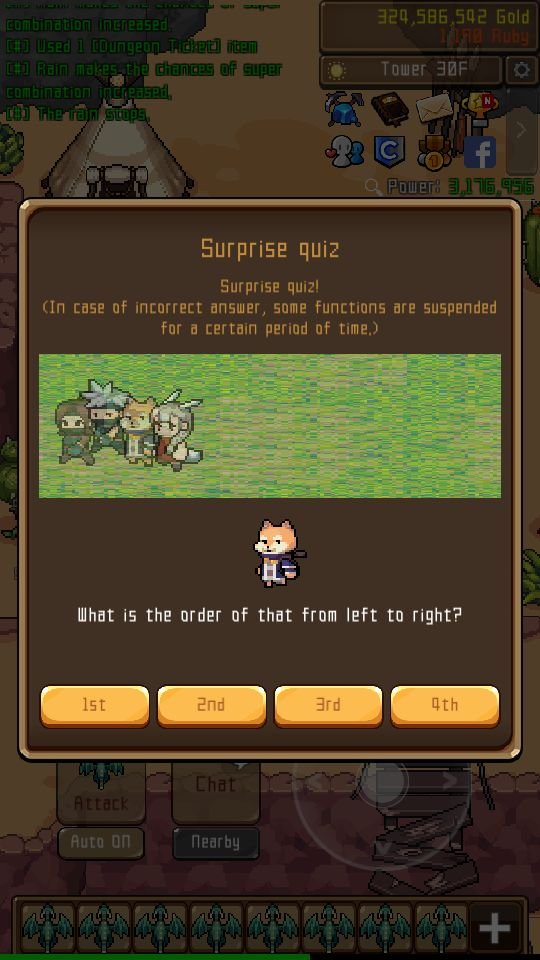 combination increased.
[#] Used 1 [Dungeon Ticket] item
[#] Rain makes the chances of super
combination increased.
[#] The rain stops.
324,586,542 Gold
1,190 Ruby
Tower 30F
N
C
1
f
Power: 3,176,956
Surprise quiz
Surprise quiz!
(In case of incorrect answer, some functions are suspended
for a certain period of time.)
What is the order of that from left to right?
1st 2nd 3rd 4th
Attack Chat
Auto ON Nearby